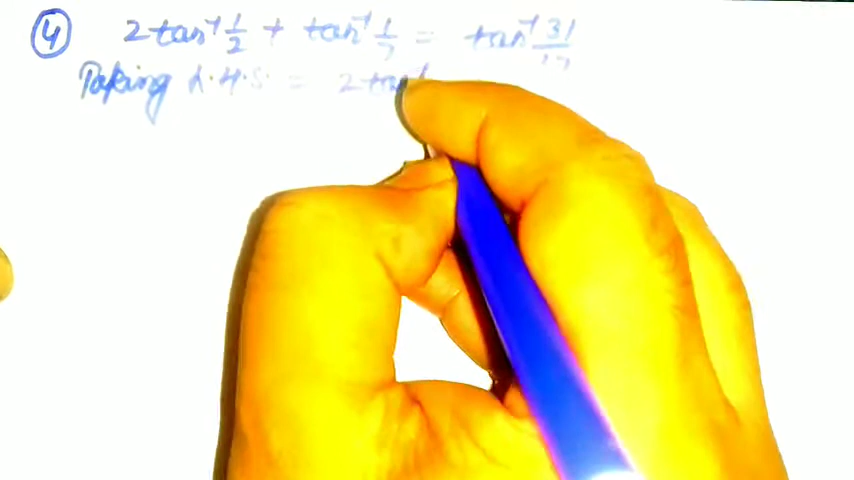 ④ 2tan⁻¹ 1/2 + tan⁻¹ 1/7 = tan⁻¹ 31/17
Taking L.H.S. = 2tan⁻¹